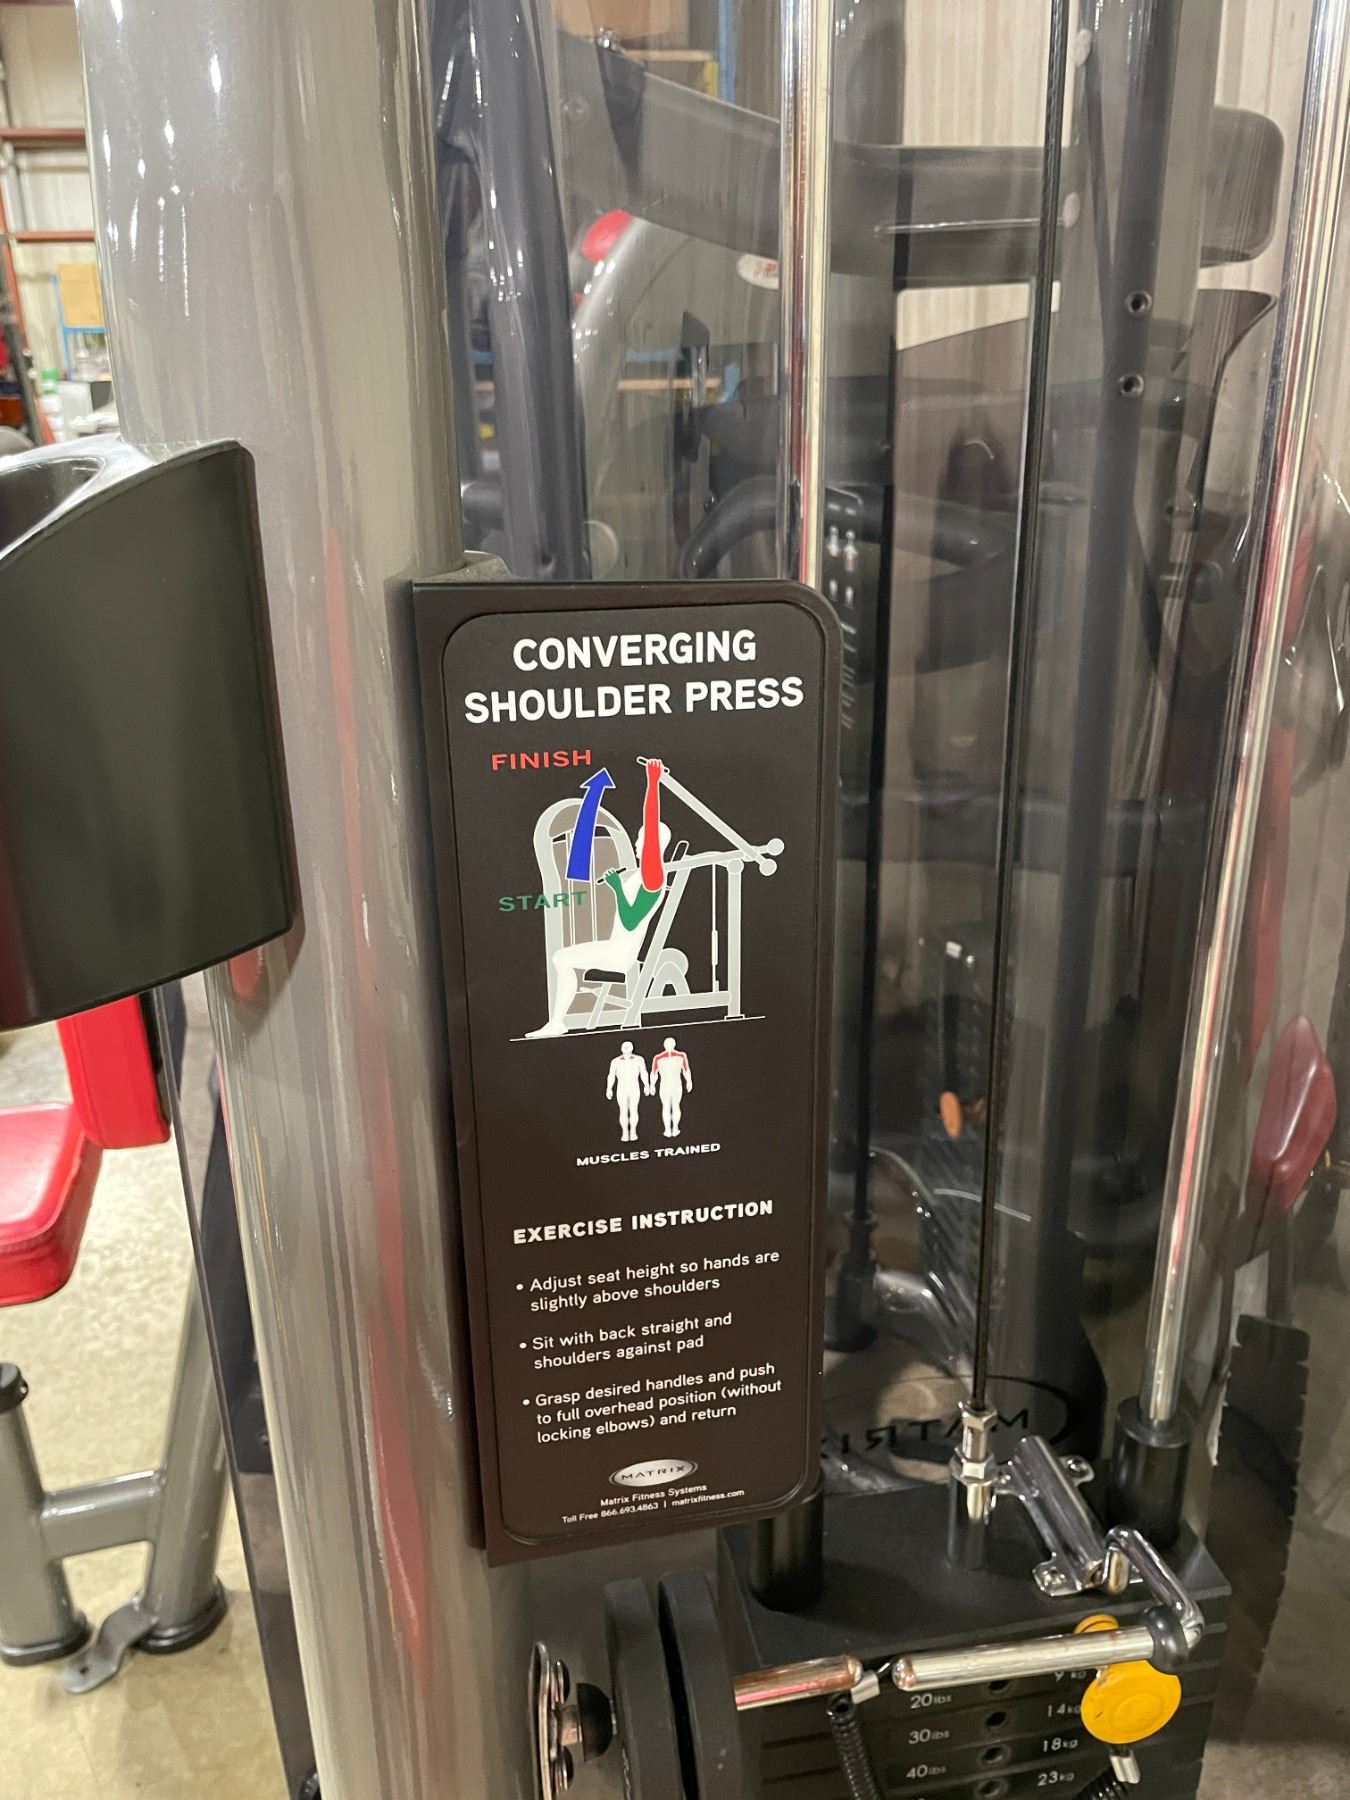 CONVERGING
SHOULDER PRESS
FINISH
START
MUSCLES TRAINED
EXERCISE INSTRUCTION
• Adjust seat height so hands are
slightly above shoulders
• Sit with back straight and
shoulders against pad
• Grasp desired handles and push
to full overhead position (without
locking elbows) and return
MATRIX
Matrix Fitness Systems
Toll Free 866.693.4863 | matrixfitness.com
MATRIX
9 kg
20lbs
14kg
30lbs
18kg
40lbs
23kg